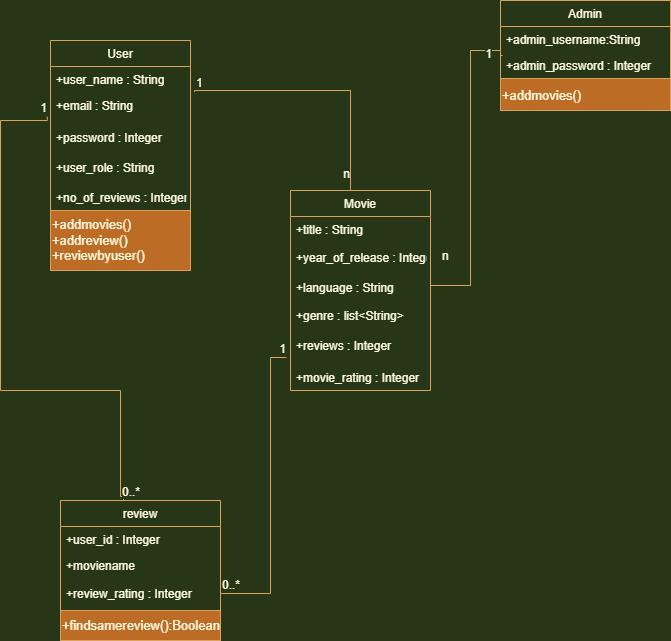 Admin
+admin_username:String
+admin_password : Integer
+addmovies()
1
User
+user_name : String
+email : String
+password : Integer
+user_role : String
+no_of_reviews : Integer
+addmovies()
+addreview()
+reviewbyuser()
1
1
n
Movie
+title : String
+year_of_release : Integ
+language : String
+genre : list<String>
+reviews : Integer
+movie_rating : Integer
n
1
0..*
review
+user_id : Integer
+moviename
+review_rating : Integer
+findsamereview():Boolean
0..*